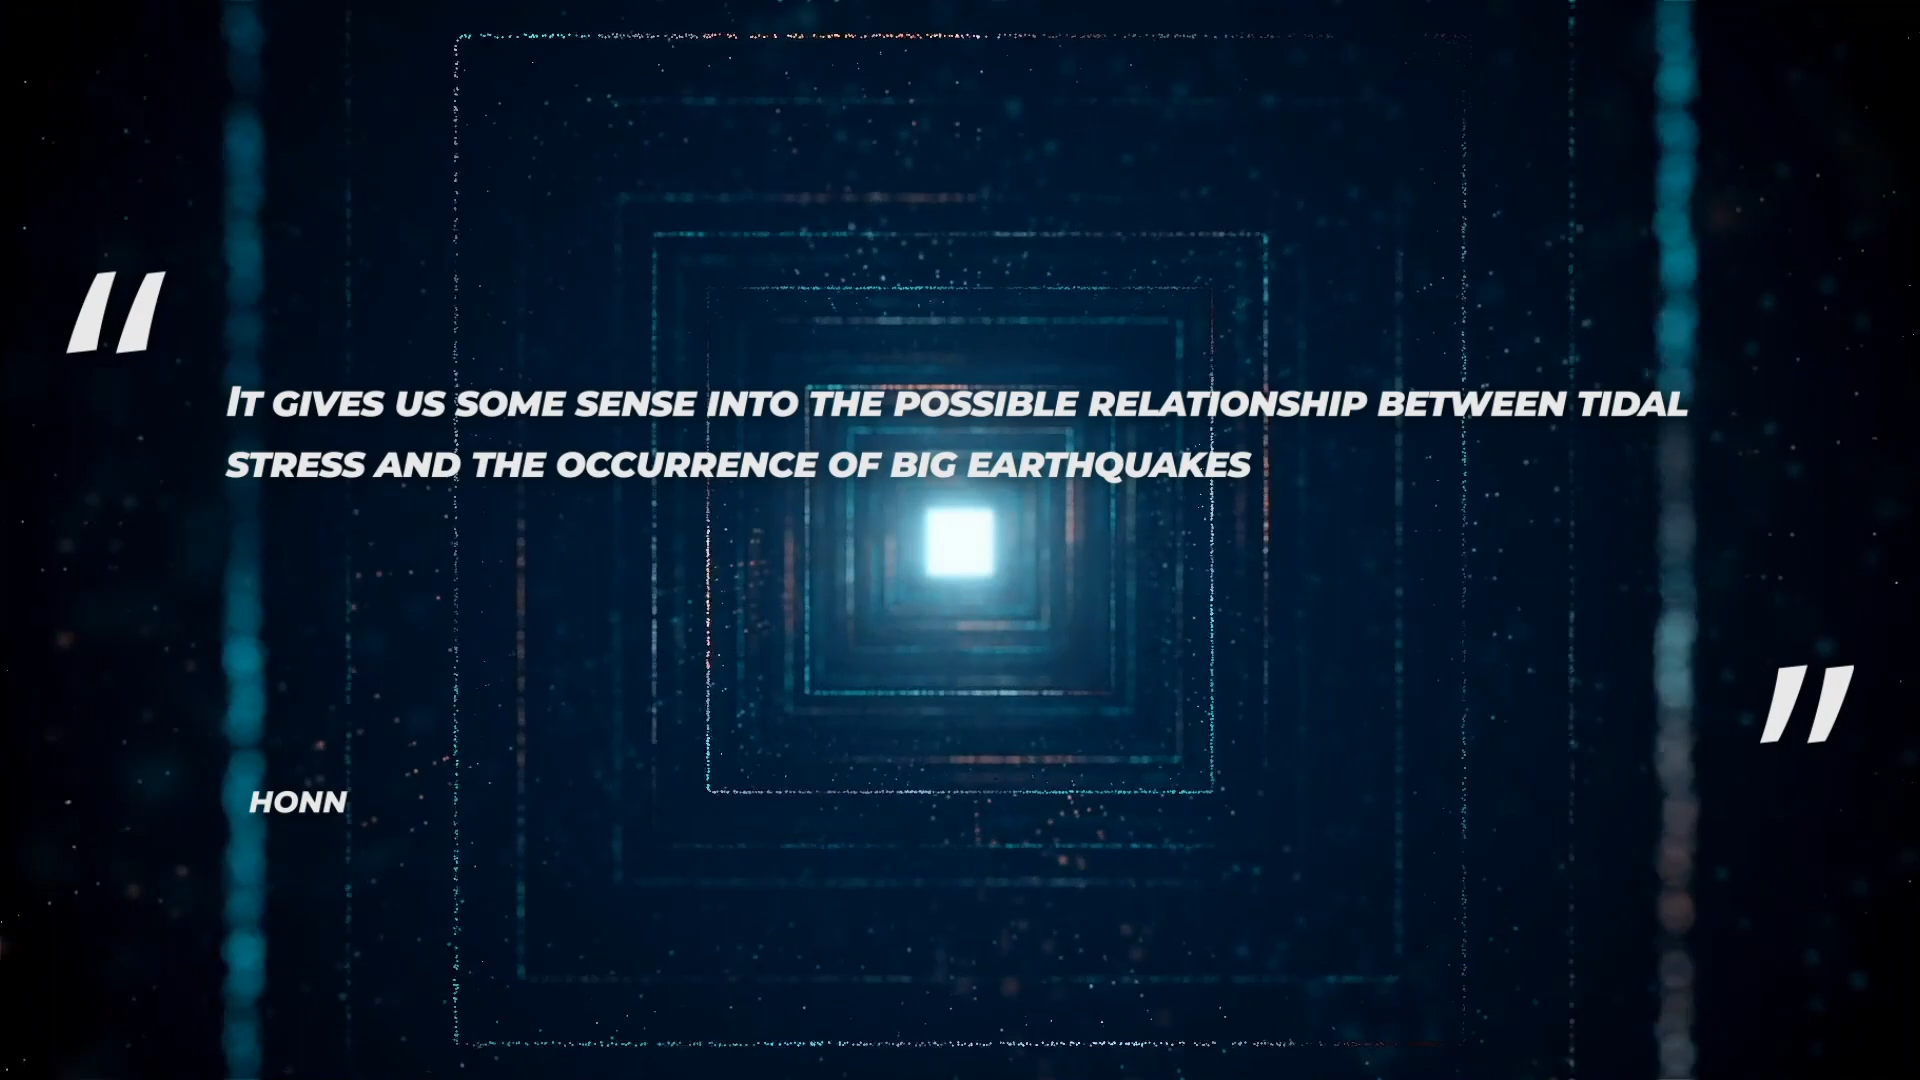 “
IT GIVES US SOME SENSE INTO THE POSSIBLE RELATIONSHIP BETWEEN TIDAL
STRESS AND THE OCCURRENCE OF BIG EARTHQUAKES
”
HONN